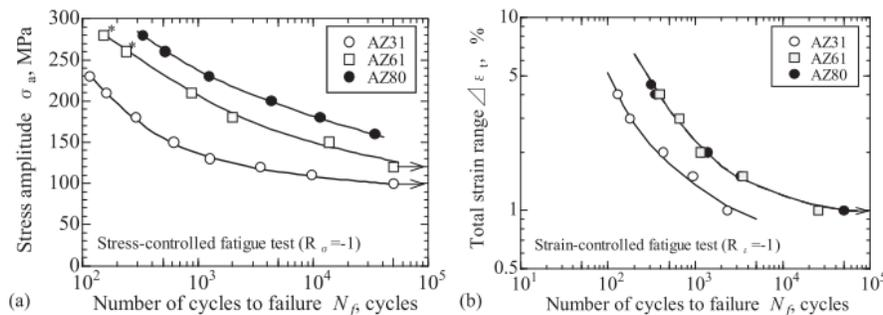 300
250
200
150
100
50
0
Stress amplitude σa, MPa
* *
AZ31
AZ61
AZ80
Stress-controlled fatigue test (Rσ=-1)
10² 10³ 10⁴ 10⁵
(a) Number of cycles to failure Nf, cycles
10
5
1
0.5
Total strain range ⊿εt, %
AZ31
AZ61
AZ80
Strain-controlled fatigue test (Rε=-1)
10¹ 10² 10³ 10⁴ 10⁵
(b) Number of cycles to failure Nf, cycles